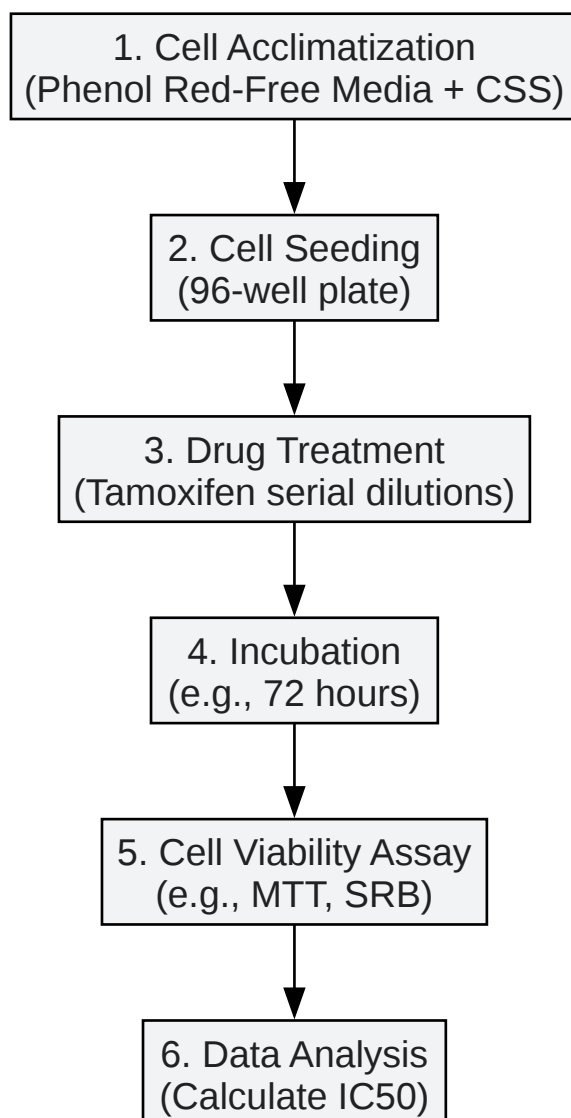 1. Cell Acclimatization
(Phenol Red-Free Media + CSS)
2. Cell Seeding
(96-well plate)
3. Drug Treatment
(Tamoxifen serial dilutions)
4. Incubation
(e.g., 72 hours)
5. Cell Viability Assay
(e.g., MTT, SRB)
6. Data Analysis
(Calculate IC50)